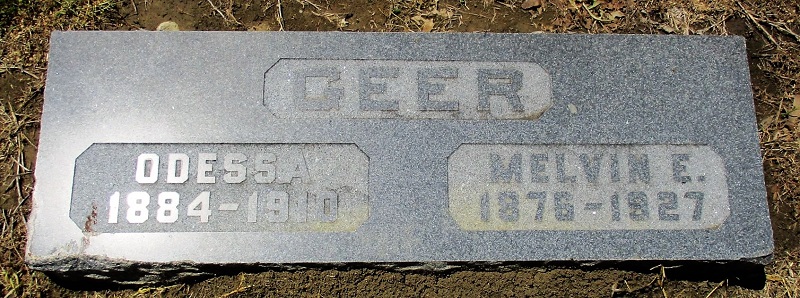 GEER
ODESSA
1884-1910
MELVIN E.
1876-1927